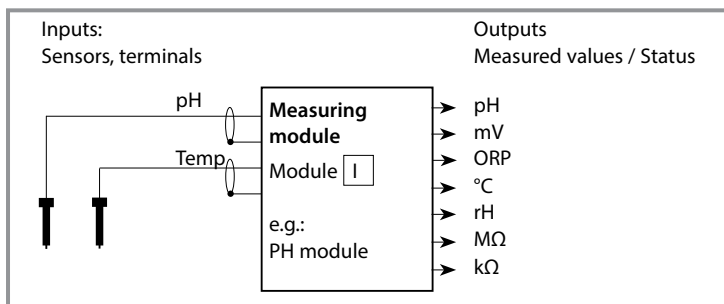 Inputs:
Sensors, terminals
Outputs
Measured values / Status
pH
Temp
Measuring
module
Module I
e.g.:
PH module
pH
mV
ORP
°C
rH
MΩ
kΩ